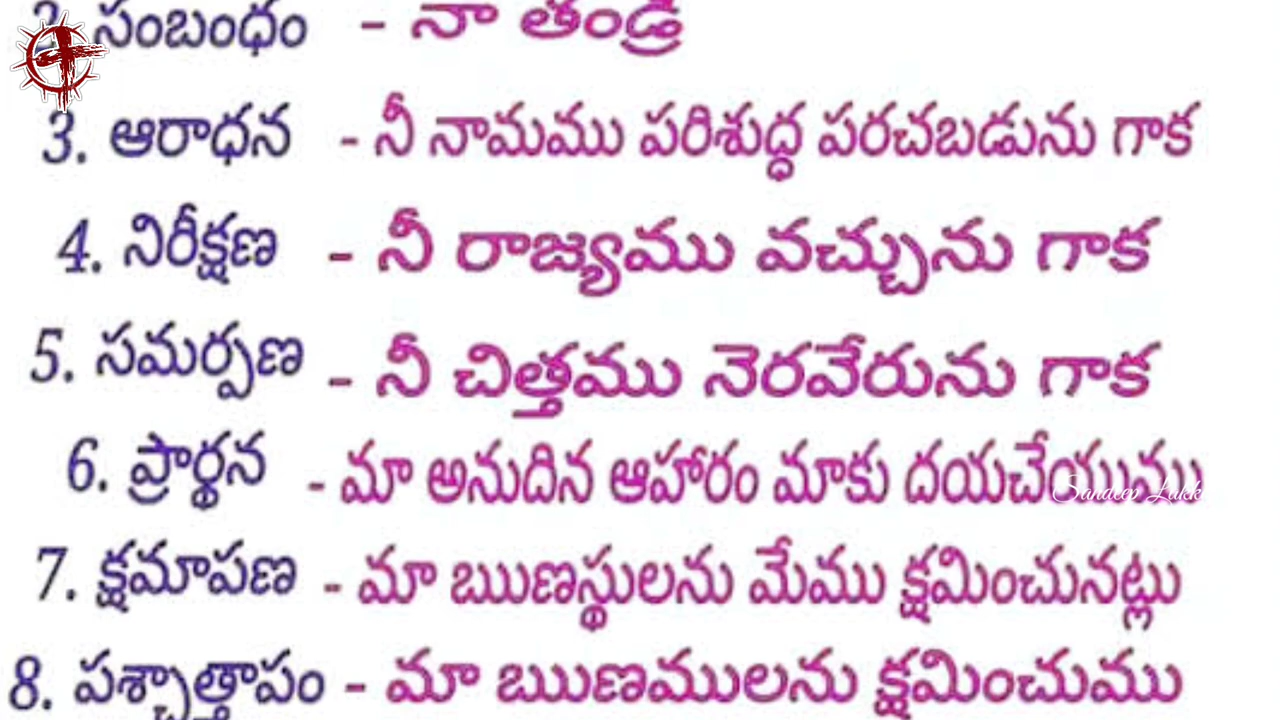 2. సంబంధం - నా తండ్రి
3. ఆరాధన - నీ నామము పరిశుద్ధ పరచబడును గాక
4. నిరీక్షణ - నీ రాజ్యము వచ్చును గాక
5. సమర్పణ - నీ చిత్తము నెరవేరును గాక
6. ప్రార్థన - మా అనుదిన ఆహారం మాకు దయచేయుము
Sandeep
7. క్షమాపణ - మా ఋణస్థులను మేము క్షమించునట్లు
8. పశ్చాత్తాపం - మా ఋణములను క్షమించుము